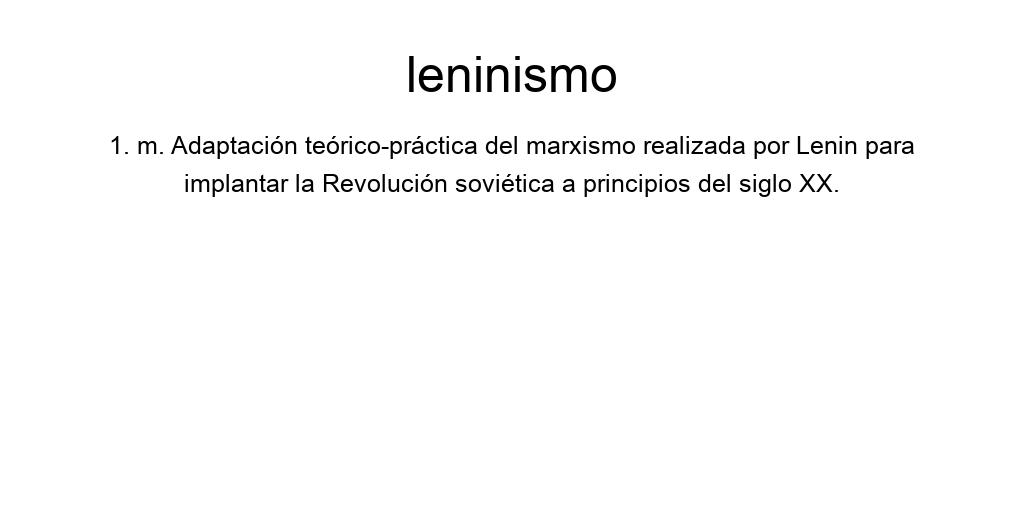 leninismo
1. m. Adaptación teórico-práctica del marxismo realizada por Lenin para
implantar la Revolución soviética a principios del siglo XX.